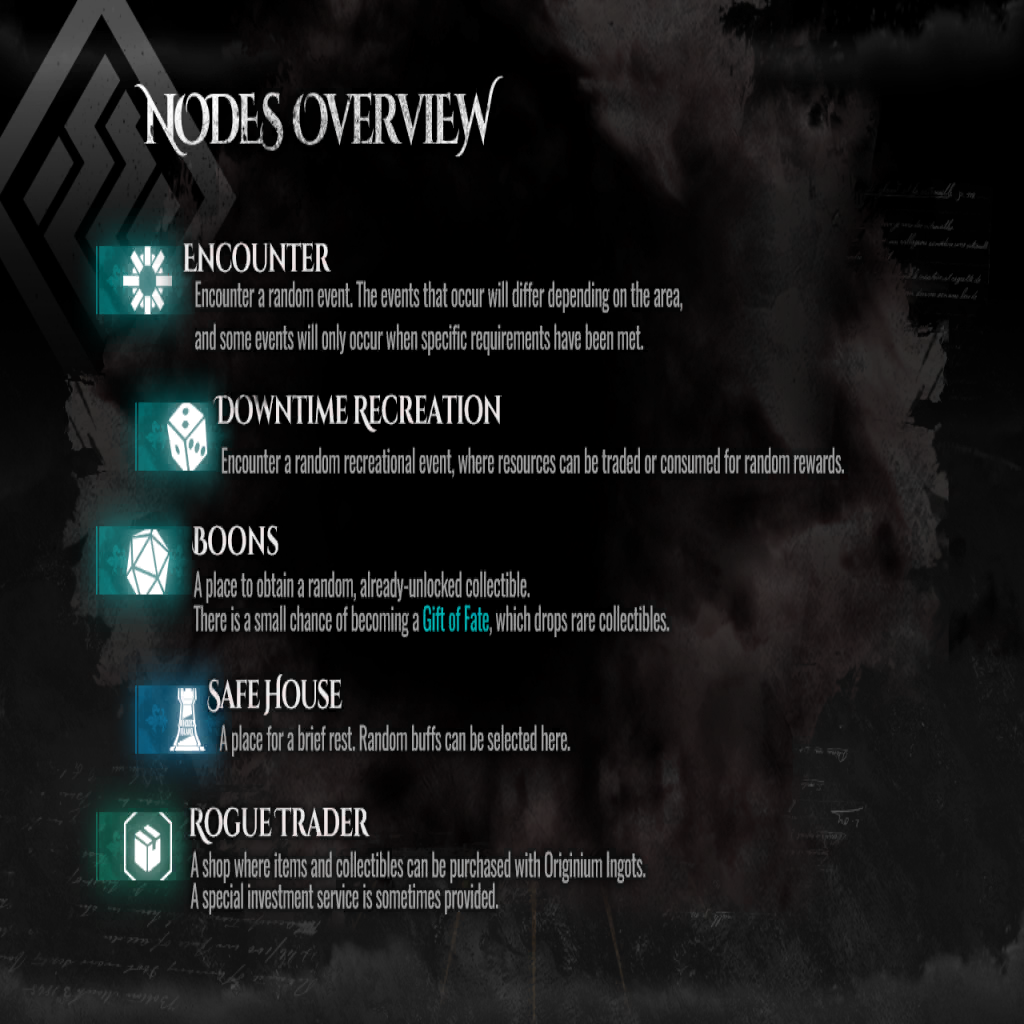 NODES OVERVIEW
ENCOUNTER
Encounter a random event. The events that occur will differ depending on the area,
and some events will only occur when specific requirements have been met.
DOWNTIME RECREATION
Encounter a random recreational event, where resources can be traded or consumed for random rewards.
BOONS
A place to obtain a random, already-unlocked collectible.
There is a small chance of becoming a Gift of Fate, which drops rare collectibles.
SAFE HOUSE
A place for a brief rest. Random buffs can be selected here.
ROGUE TRADER
A shop where items and collectibles can be purchased with Originium Ingots.
A special investment service is sometimes provided.